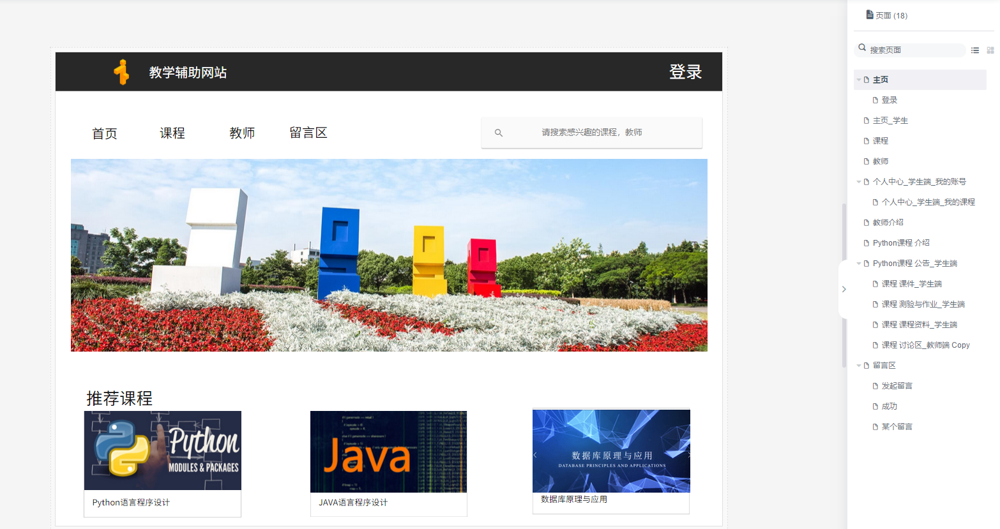 教学辅助网站
登录
首页
课程
教师
留言区
请搜索感兴趣的课程，教师
推荐课程
Python
MODULES & PACKAGES
Python语言程序设计
Java
JAVA语言程序设计
数据库原理与应用
DATABASE PRINCIPLES AND APPLICATIONS
数据库原理与应用
页面 (18)
搜索页面
主页
登录
主页_学生
课程
教师
个人中心_学生端_我的账号
个人中心_学生端_我的课程
教师介绍
Python课程 介绍
Python课程 公告_学生端
课程 课件_学生端
课程 测验与作业_学生端
课程 课程资料_学生端
课程 讨论区_教师端 Copy
留言区
发起留言
成功
某个留言